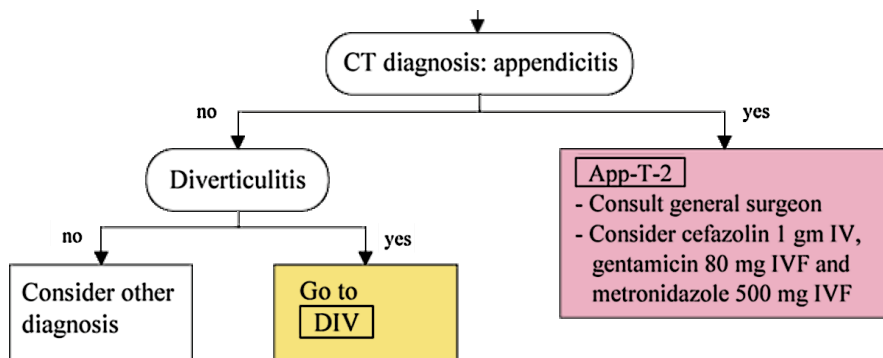 CT diagnosis: appendicitis
no
yes
Diverticulitis
App-T-2
- Consult general surgeon
- Consider cefazolin 1 gm IV,
gentamicin 80 mg IVF and
metronidazole 500 mg IVF
no
yes
Consider other
diagnosis
Go to
DIV